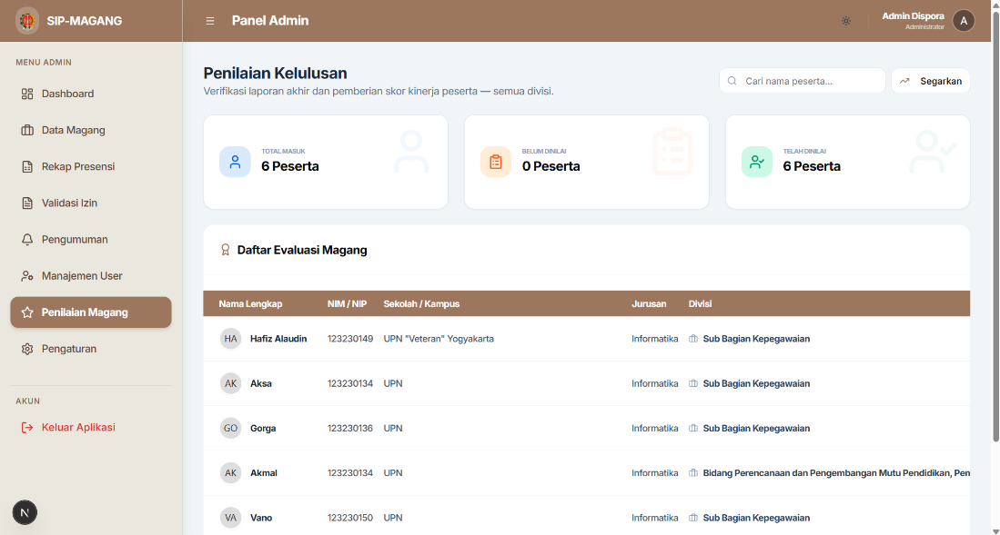 SIP-MAGANG
Panel Admin
Admin Dispora
Administrator
A
MENU ADMIN
Dashboard
Data Magang
Rekap Presensi
Validasi Izin
Pengumuman
Manajemen User
Penilaian Magang
Pengaturan
AKUN
Keluar Aplikasi
N
Penilaian Kelulusan
Verifikasi laporan akhir dan pemberian skor kinerja peserta — semua divisi.
Cari nama peserta...
Segarkan
TOTAL MASUK
6 Peserta
BELUM DINILAI
0 Peserta
TELAH DINILAI
6 Peserta
Daftar Evaluasi Magang
Nama Lengkap NIM / NIP Sekolah / Kampus Jurusan Divisi
HA Hafiz Alaudin 123230149 UPN "Veteran" Yogyakarta Informatika Sub Bagian Kepegawaian
AK Aksa 123230134 UPN Informatika Sub Bagian Kepegawaian
GO Gorga 123230136 UPN Informatika Sub Bagian Kepegawaian
AK Akmal 123230134 UPN Informatika Bidang Perencanaan dan Pengembangan Mutu Pendidikan, Pem
VA Vano 123230150 UPN Informatika Sub Bagian Kepegawaian